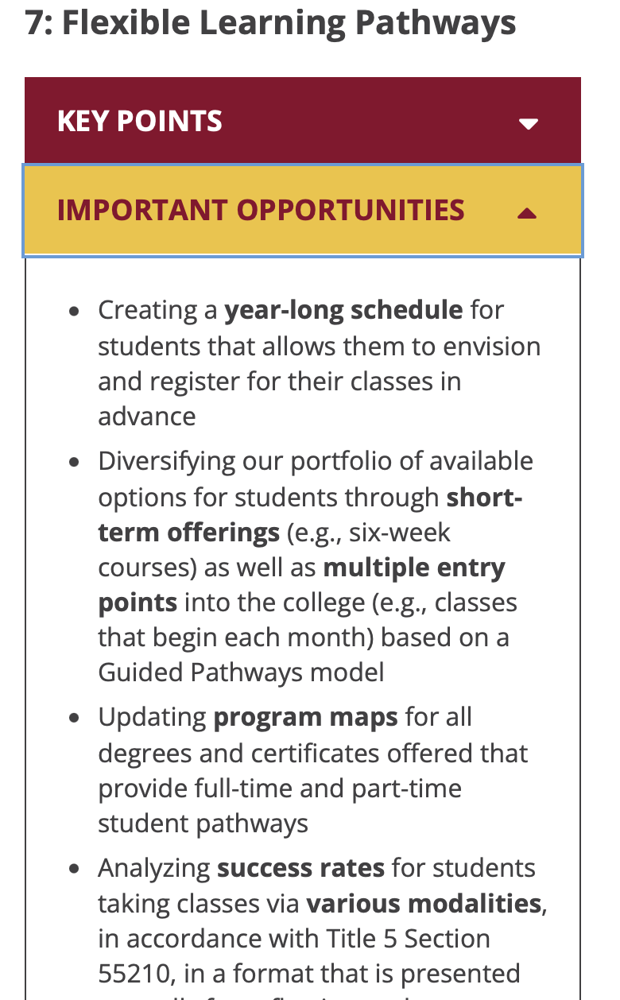 7: Flexible Learning Pathways
KEY POINTS
IMPORTANT OPPORTUNITIES
• Creating a year-long schedule for
students that allows them to envision
and register for their classes in
advance
• Diversifying our portfolio of available
options for students through short-
term offerings (e.g., six-week
courses) as well as multiple entry
points into the college (e.g., classes
that begin each month) based on a
Guided Pathways model
• Updating program maps for all
degrees and certificates offered that
provide full-time and part-time
student pathways
• Analyzing success rates for students
taking classes via various modalities,
in accordance with Title 5 Section
55210, in a format that is presented